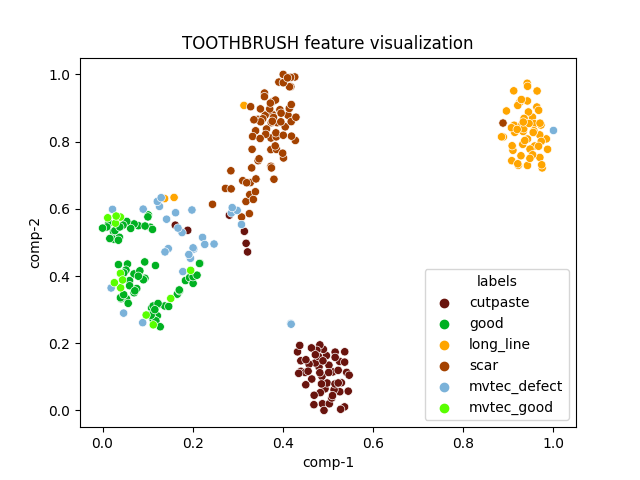 TOOTHBRUSH feature visualization
1.0
0.8
0.6
0.4
0.2
0.0
comp-2
labels
cutpaste
good
long_line
scar
mvtec_defect
mvtec_good
0.0 0.2 0.4 0.6 0.8 1.0
comp-1